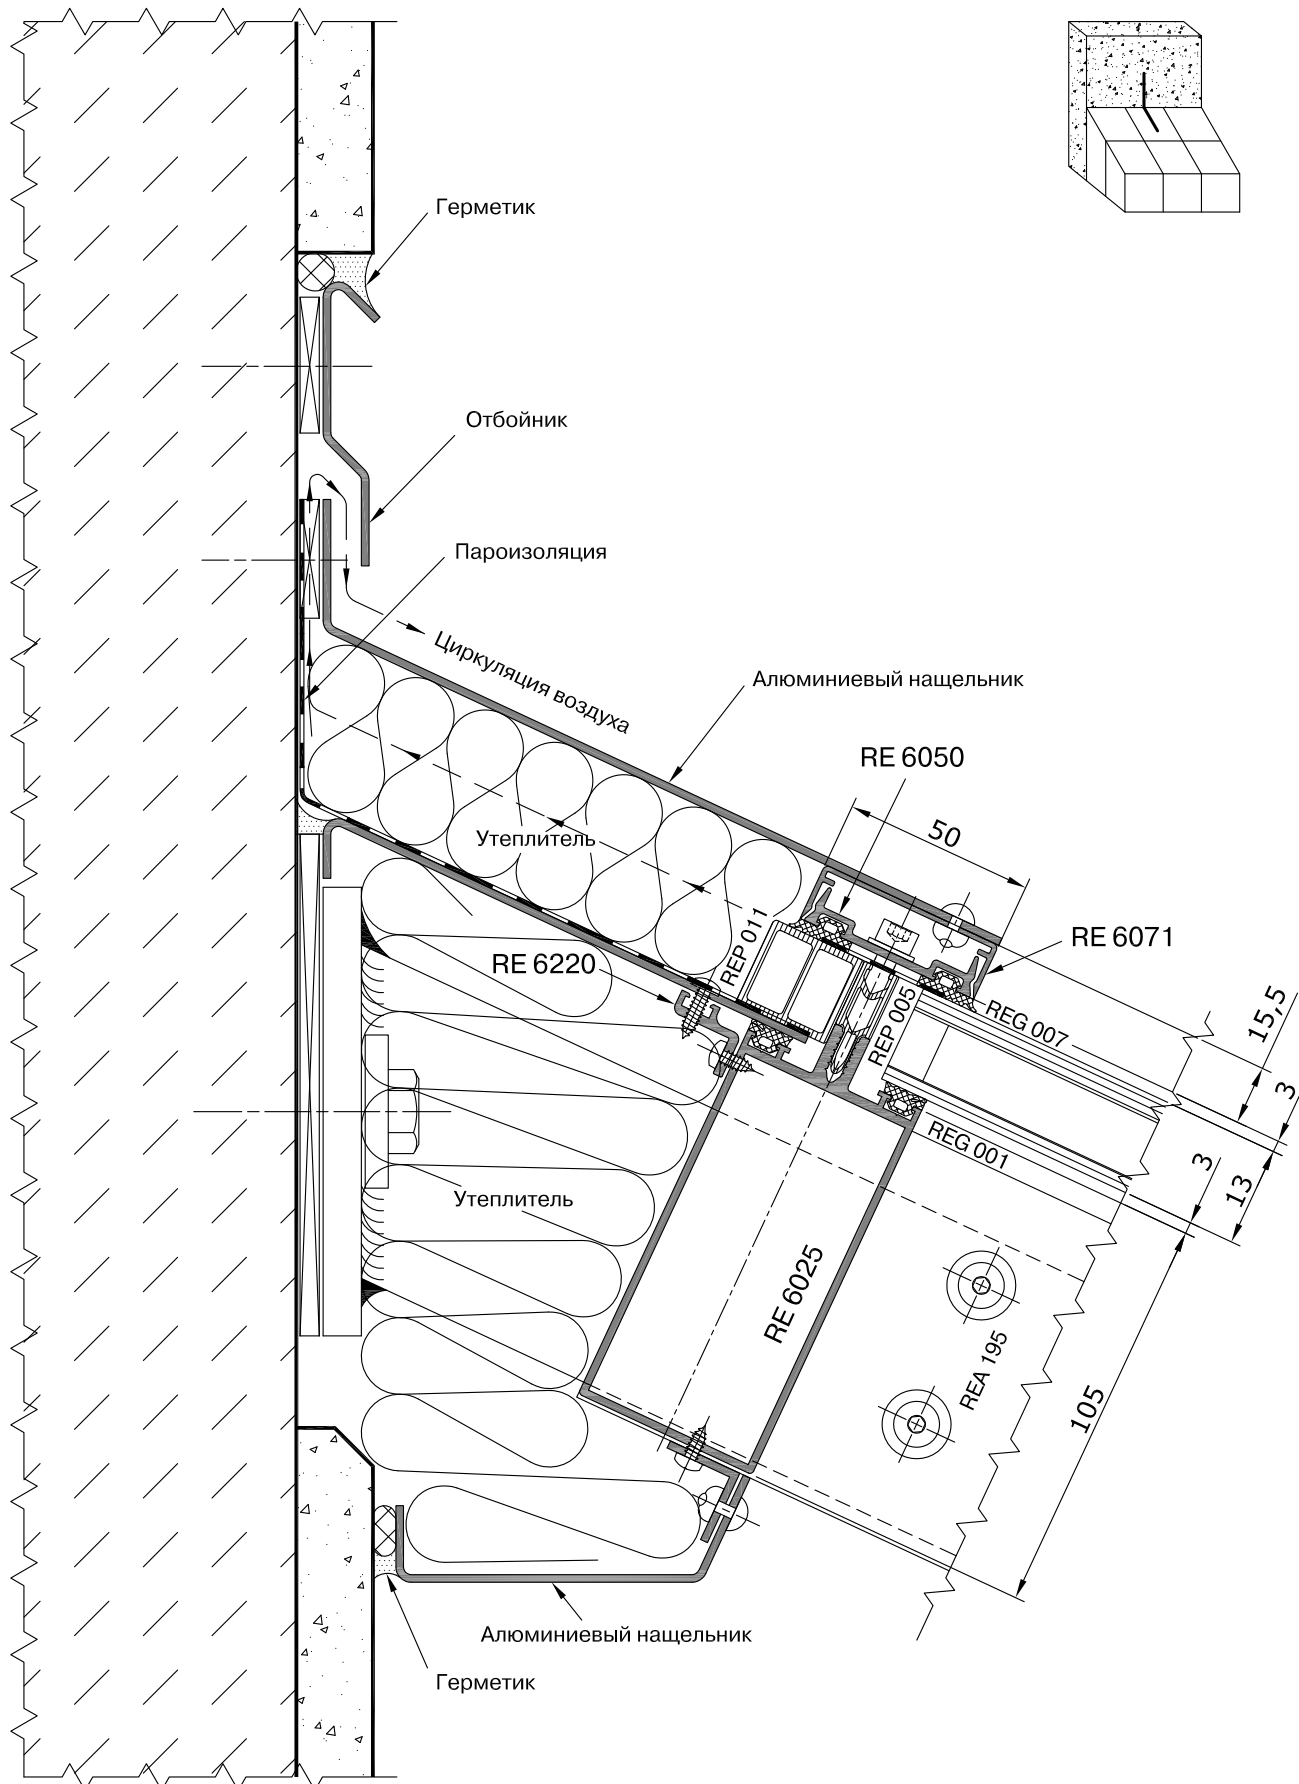 Герметик
Отбойник
Пароизоляция
Циркуляция воздуха
Алюминиевый нащельник
RE 6050
50
Утеплитель
REP 011
RE 6071
RE 6220
REP 005
REG 007
15,5
3
REG 001
3
13
Утеплитель
RE 6025
REA 195
105
Алюминиевый нащельник
Герметик